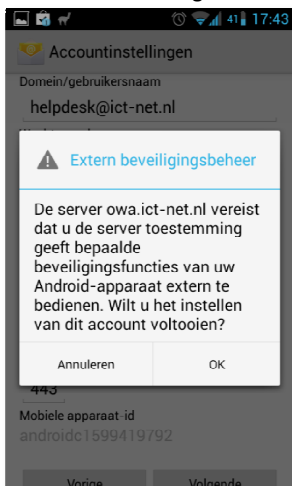 41 17:43
Accountinstellingen
Domein/gebruikersnaam
helpdesk@ict-net.nl
Extern beveiligingsbeheer
De server owa.ict-net.nl vereist
dat u de server toestemming
geeft bepaalde
beveiligingsfuncties van uw
Android-apparaat extern te
bedienen. Wilt u het instellen
van dit account voltooien?
Annuleren OK
443
Mobiele apparaat-id
androidc1599419792
Vorige Volgende